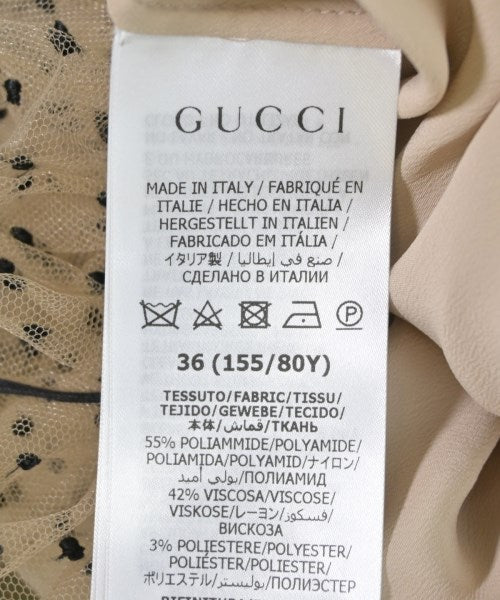 GUCCI
MADE IN ITALY / FABRIQUÉ EN
ITALIE / HECHO EN ITALIA /
HERGESTELLT IN ITALIEN /
FABRICADO EM ITÁLIA /
イタリア製 / صنع في إيطاليا /
СДЕЛАНО В ИТАЛИИ
P
36 (155/80Y)
TESSUTO/FABRIC/TISSU/
TEJIDO/GEWEBE/TECIDO/
本体/قماش/ТКАНЬ
55% POLIAMMIDE/POLYAMIDE/
POLIAMIDA/POLYAMID/ナイロン/
بولي أميد/ПОЛИАМИД
42% VISCOSA/VISCOSE/
VISKOSE/レーヨン/فسكوز/
ВИСКОЗА
3% POLIESTERE/POLYESTER/
POLIÉSTER/POLIESTER/
ポリエステル/بوليستر/ПОЛИЭСТЕР